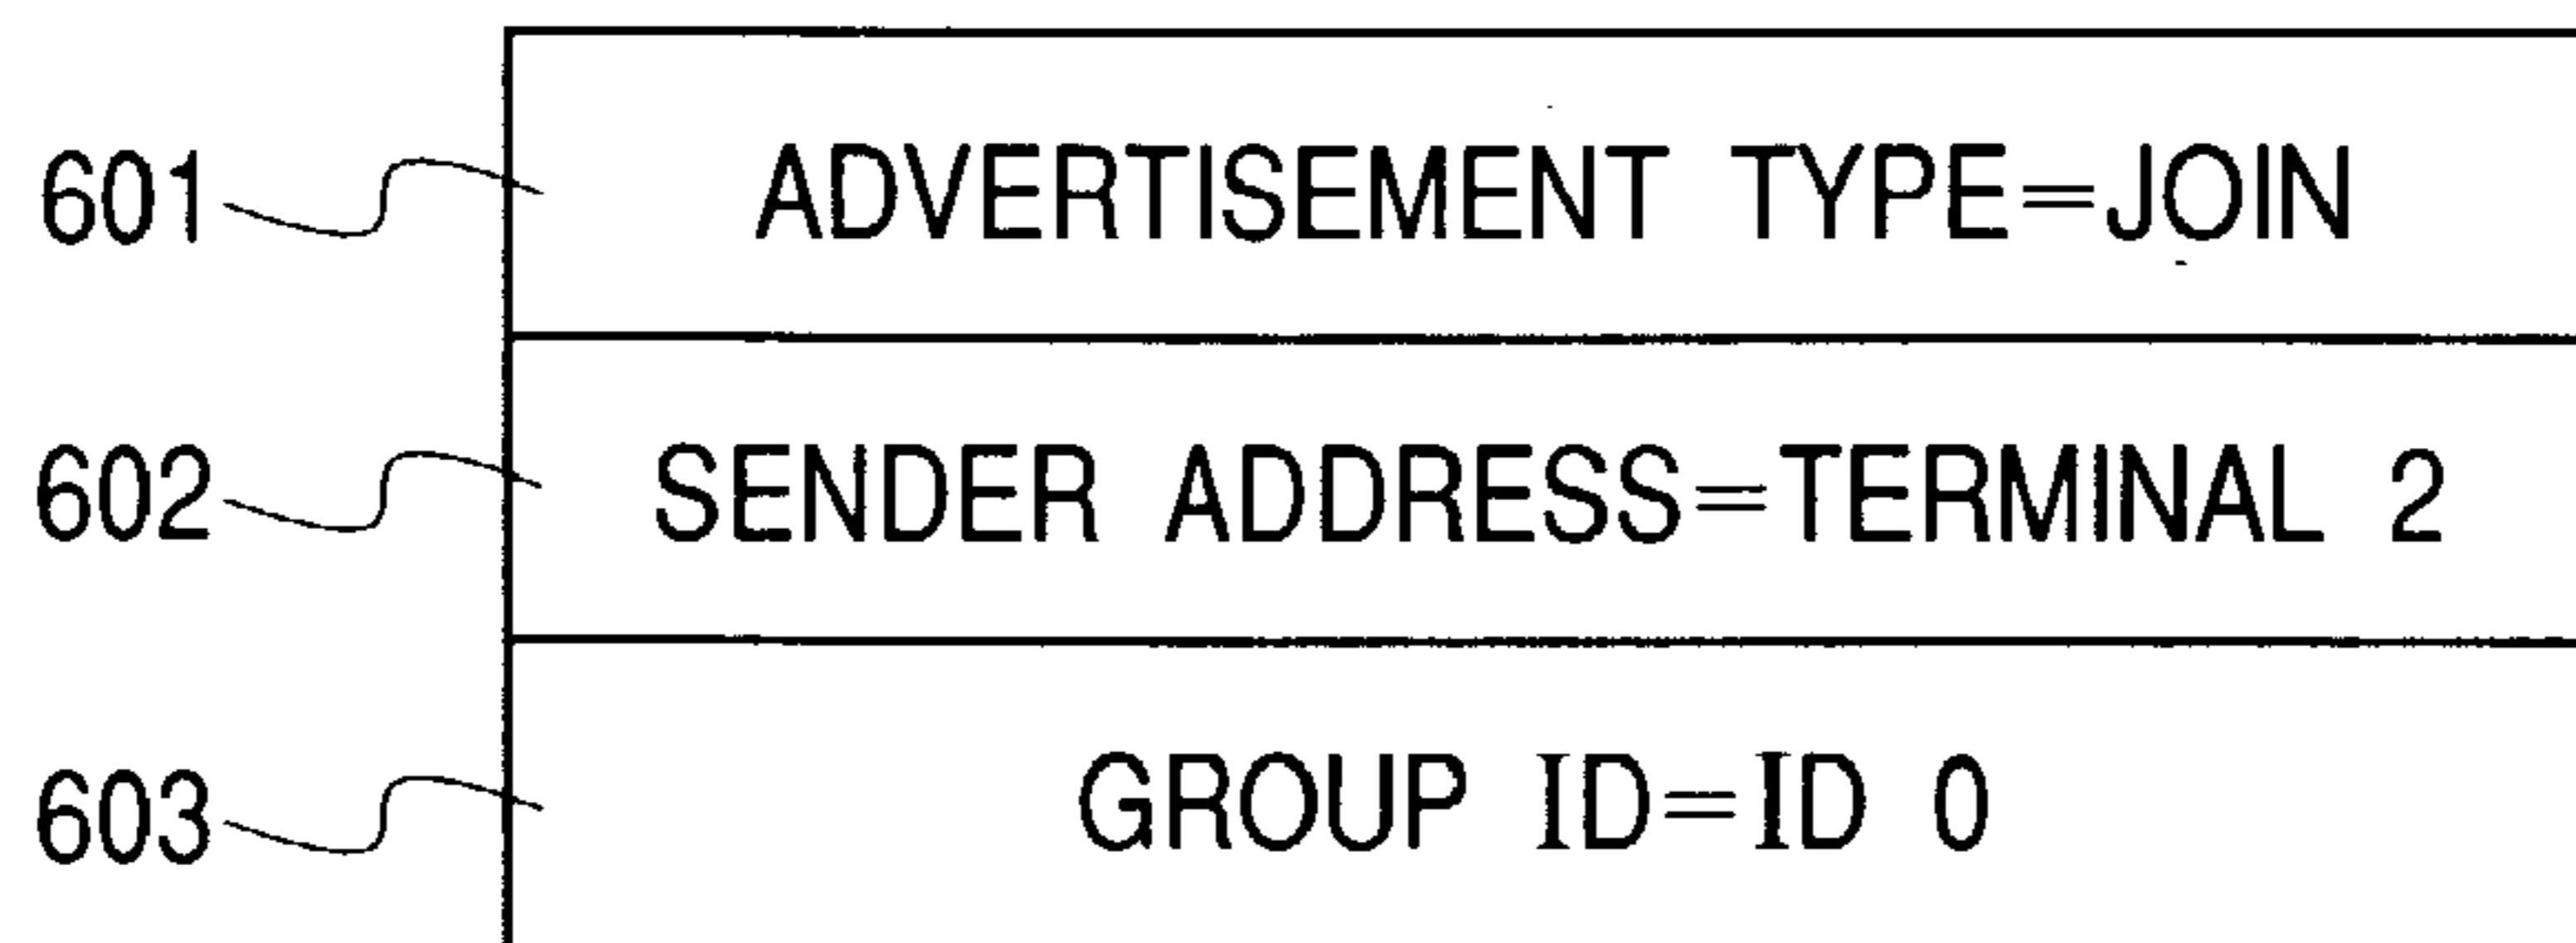 601 ADVERTISEMENT TYPE=JOIN
602 SENDER ADDRESS=TERMINAL 2
603 GROUP ID=ID 0